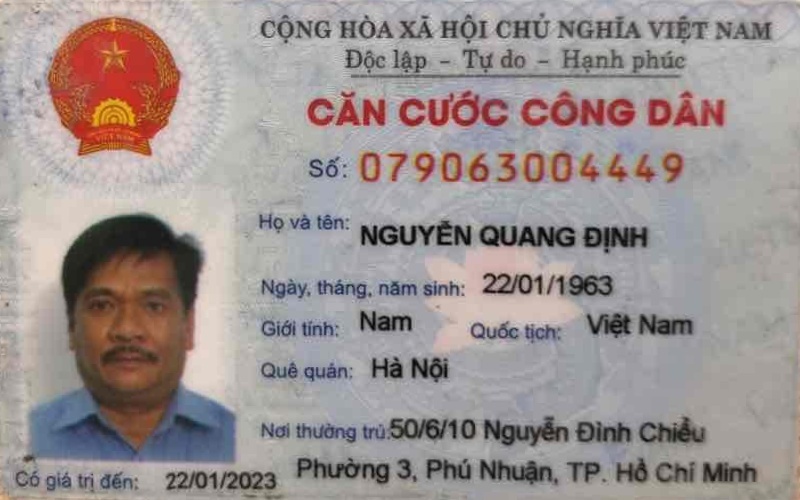 CỘNG HÒA XÃ HỘI CHỦ NGHĨA VIỆT NAM
Độc lập - Tự do - Hạnh phúc
CĂN CƯỚC CÔNG DÂN
Số: 079063004449
Họ và tên: NGUYỄN QUANG ĐỊNH
Ngày, tháng, năm sinh: 22/01/1963
Giới tính: Nam Quốc tịch: Việt Nam
Quê quán: Hà Nội
Nơi thường trú: 50/6/10 Nguyễn Đình Chiểu
Phường 3, Phú Nhuận, TP. Hồ Chí Minh
Có giá trị đến: 22/01/2023